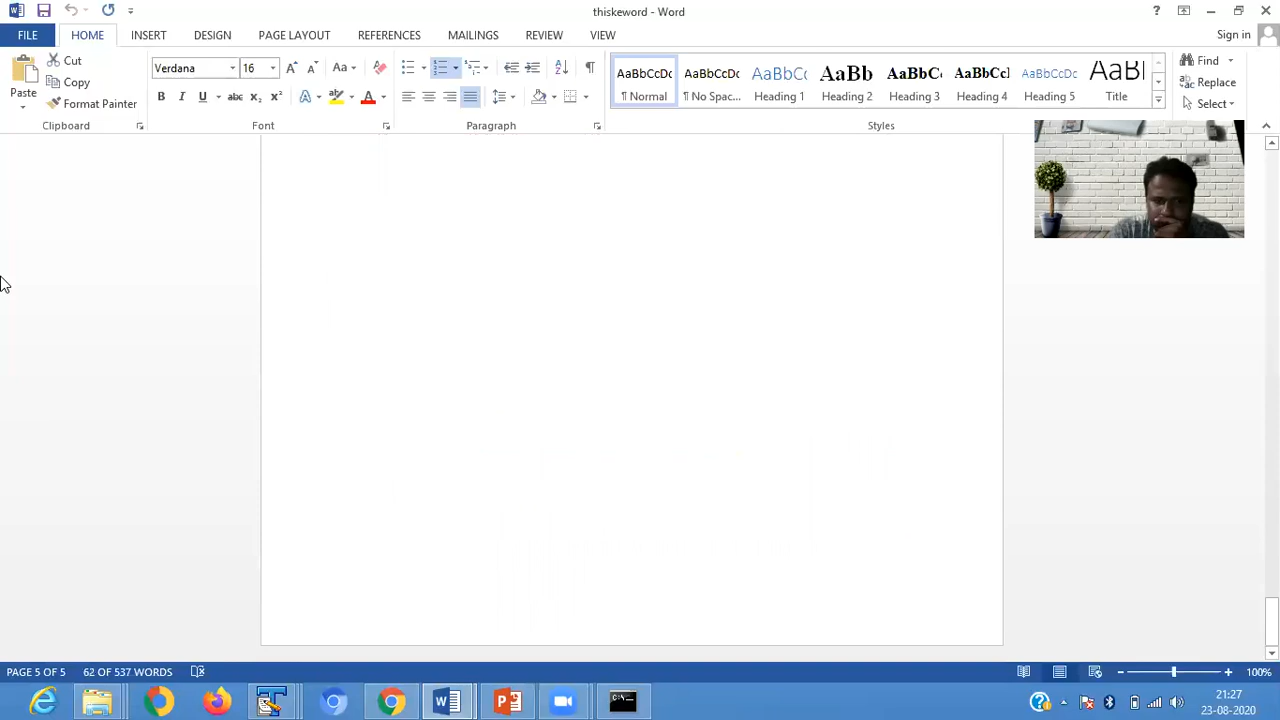 thiskeword - Word
Sign in
FILE HOME INSERT DESIGN PAGE LAYOUT REFERENCES MAILINGS REVIEW VIEW
Paste
Cut
Copy
Format Painter
Clipboard
Verdana 16
Font
Paragraph
AaBbCcDc AaBbCcDc AaBbCc AaBb AaBbC AaBbCcI AaBbCcDc AaB
¶ Normal ¶ No Spac... Heading 1 Heading 2 Heading 3 Heading 4 Heading 5 Title
Styles
Find
Replace
Select
PAGE 5 OF 5 62 OF 537 WORDS 100%
21:27
23-08-2020